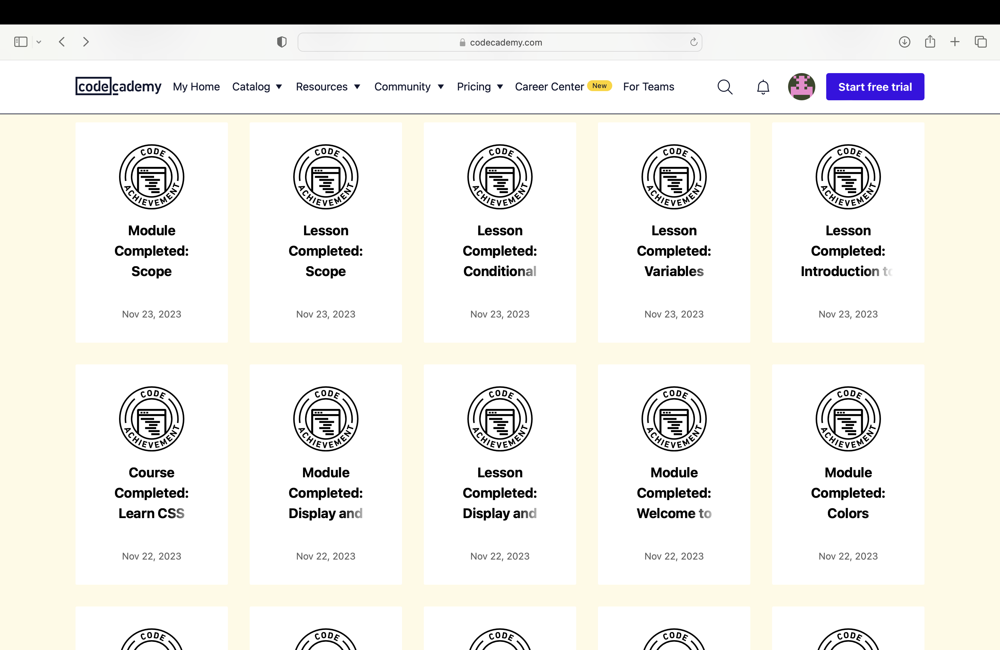 codecademy.com
codecademy My Home Catalog Resources Community Pricing Career Center New For Teams Start free trial
CODE ACHIEVEMENT
Module
Completed:
Scope
Nov 23, 2023
CODE ACHIEVEMENT
Lesson
Completed:
Scope
Nov 23, 2023
CODE ACHIEVEMENT
Lesson
Completed:
Conditional
Nov 23, 2023
CODE ACHIEVEMENT
Lesson
Completed:
Variables
Nov 23, 2023
CODE ACHIEVEMENT
Lesson
Completed:
Introduction to
Nov 23, 2023
CODE ACHIEVEMENT
Course
Completed:
Learn CSS
Nov 22, 2023
CODE ACHIEVEMENT
Module
Completed:
Display and
Nov 22, 2023
CODE ACHIEVEMENT
Lesson
Completed:
Display and
Nov 22, 2023
CODE ACHIEVEMENT
Module
Completed:
Welcome to
Nov 22, 2023
CODE ACHIEVEMENT
Module
Completed:
Colors
Nov 22, 2023
CODE
CODE
CODE
CODE
CODE